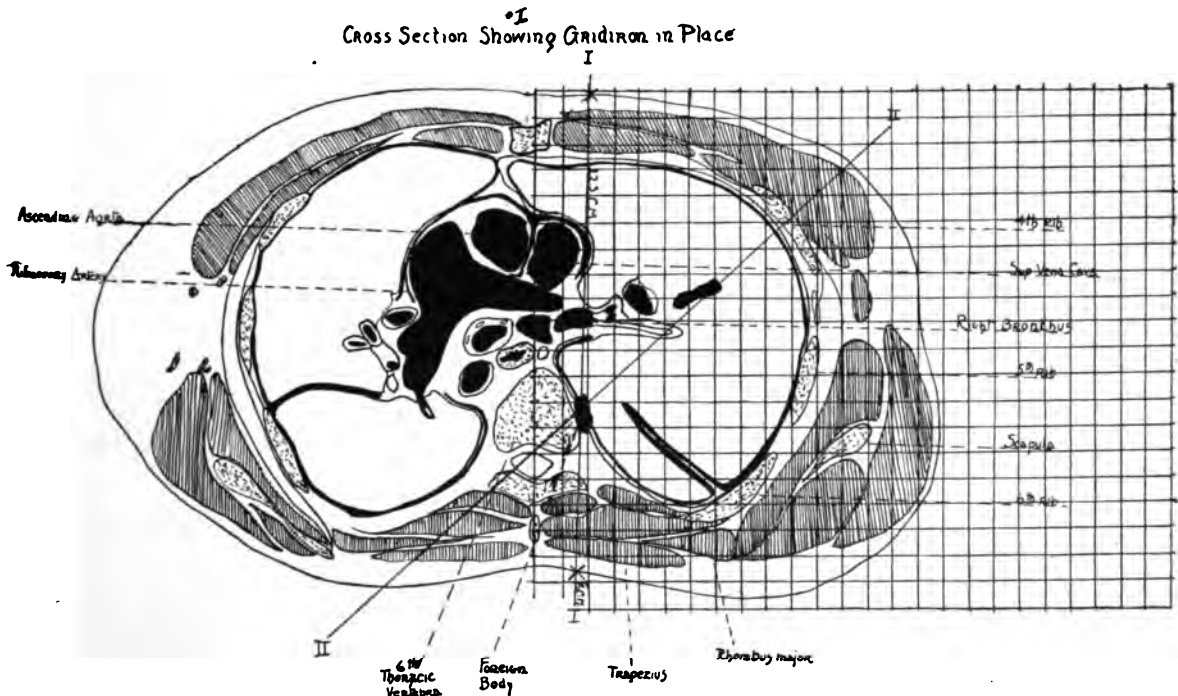 I
Cross Section Showing Gridiron in Place
I
II
Ascending Aorta
4th Rib
Pulmonary Artery
Sup Vena Cava
Right Bronchus
5th Rib
Scapula
6th Rib
I
II
6th
Thoracic
Vertebra
Foreign
Body
Trapezius
Rhombus major